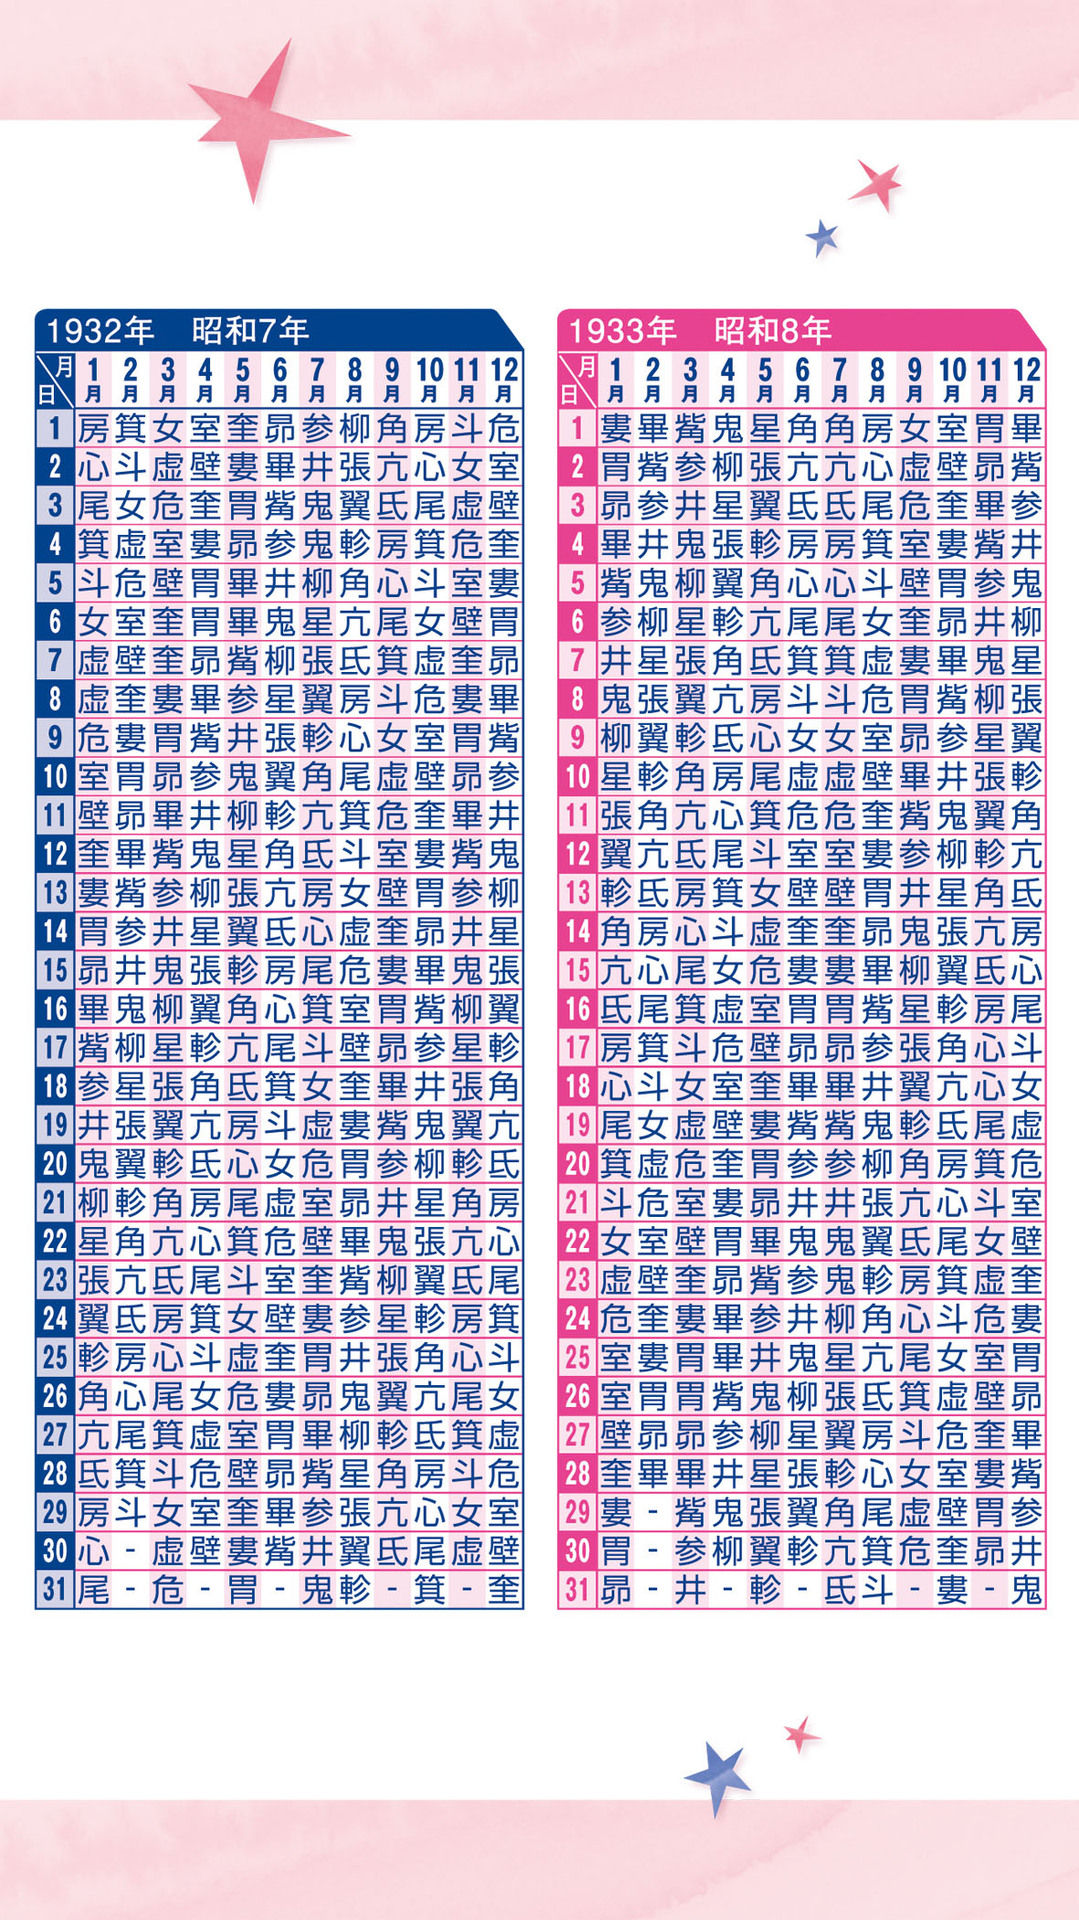 1932年 昭和7年
月 日 1月 2月 3月 4月 5月 6月 7月 8月 9月 10月 11月 12月
1 房 箕 女 室 奎 昴 参 柳 角 房 斗 危
2 心 斗 虚 壁 婁 畢 井 張 亢 心 女 室
3 尾 女 危 奎 胃 觜 鬼 翼 氐 尾 虚 壁
4 箕 虚 室 婁 昴 参 鬼 軫 房 箕 危 奎
5 斗 危 壁 胃 畢 井 柳 角 心 斗 室 婁
6 女 室 奎 胃 畢 鬼 星 亢 尾 女 壁 胃
7 虚 壁 奎 昴 觜 柳 張 氐 箕 虚 奎 昴
8 虚 奎 婁 畢 参 星 翼 房 斗 危 婁 畢
9 危 婁 胃 觜 井 張 軫 心 女 室 胃 觜
10 室 胃 昴 参 鬼 翼 角 尾 虚 壁 昴 参
11 壁 昴 畢 井 柳 軫 亢 箕 危 奎 畢 井
12 奎 畢 觜 鬼 星 角 氐 斗 室 婁 觜 鬼
13 婁 觜 参 柳 張 亢 房 女 壁 胃 参 柳
14 胃 参 井 星 翼 氐 心 虚 奎 昴 井 星
15 昴 井 鬼 張 軫 房 尾 危 婁 畢 鬼 張
16 畢 鬼 柳 翼 角 心 箕 室 胃 觜 柳 翼
17 觜 柳 星 軫 亢 尾 斗 壁 昴 参 星 軫
18 参 星 張 角 氐 箕 女 奎 畢 井 張 角
19 井 張 翼 亢 房 斗 虚 婁 觜 鬼 翼 亢
20 鬼 翼 軫 氐 心 女 危 胃 参 柳 軫 氐
21 柳 軫 角 房 尾 虚 室 昴 井 星 角 房
22 星 角 亢 心 箕 危 壁 畢 鬼 張 亢 心
23 張 亢 氐 尾 斗 室 奎 觜 柳 翼 氐 尾
24 翼 氐 房 箕 女 壁 婁 参 星 軫 房 箕
25 軫 房 心 斗 虚 奎 胃 井 張 角 心 斗
26 角 心 尾 女 危 婁 昴 鬼 翼 亢 尾 女
27 亢 尾 箕 虚 室 胃 畢 柳 軫 氐 箕 虚
28 氐 箕 斗 危 壁 昴 觜 星 角 房 斗 危
29 房 斗 女 室 奎 畢 参 張 亢 心 女 室
30 心 - 虚 壁 婁 觜 井 翼 氐 尾 虚 壁
31 尾 - 危 - 胃 - 鬼 軫 - 箕 - 奎
1933年 昭和8年
月 日 1月 2月 3月 4月 5月 6月 7月 8月 9月 10月 11月 12月
1 婁 畢 觜 鬼 星 角 角 房 女 室 胃 畢
2 胃 觜 参 柳 張 亢 亢 心 虚 壁 昴 觜
3 昴 参 井 星 翼 氐 氐 尾 危 奎 畢 参
4 畢 井 鬼 張 軫 房 房 箕 室 婁 觜 井
5 觜 鬼 柳 翼 角 心 心 斗 壁 胃 参 鬼
6 参 柳 星 軫 亢 尾 尾 女 奎 昴 井 柳
7 井 星 張 角 氐 箕 箕 虚 婁 畢 鬼 星
8 鬼 張 翼 亢 房 斗 斗 危 胃 觜 柳 張
9 柳 翼 軫 氐 心 女 女 室 昴 参 星 翼
10 星 軫 角 房 尾 虚 虚 壁 畢 井 張 軫
11 張 角 亢 心 箕 危 危 奎 觜 鬼 翼 角
12 翼 亢 氐 尾 斗 室 室 婁 参 柳 軫 亢
13 軫 氐 房 箕 女 壁 壁 胃 井 星 角 氐
14 角 房 心 斗 虚 奎 奎 昴 鬼 張 亢 房
15 亢 心 尾 女 危 婁 婁 畢 柳 翼 氐 心
16 氐 尾 箕 虚 室 胃 胃 觜 星 軫 房 尾
17 房 箕 斗 危 壁 昴 昴 参 張 角 心 斗
18 心 斗 女 室 奎 畢 畢 井 翼 亢 心 女
19 尾 女 虚 壁 婁 觜 觜 鬼 軫 氐 尾 虚
20 箕 虚 危 奎 胃 参 参 柳 角 房 箕 危
21 斗 危 室 婁 昴 井 井 張 亢 心 斗 室
22 女 室 壁 胃 畢 鬼 鬼 翼 氐 尾 女 壁
23 虚 壁 奎 昴 觜 参 鬼 軫 房 箕 虚 奎
24 危 奎 婁 畢 参 井 柳 角 心 斗 危 婁
25 室 婁 胃 畢 井 鬼 星 亢 尾 女 室 胃
26 室 胃 胃 觜 鬼 柳 張 氐 箕 虚 壁 昴
27 壁 昴 昴 参 柳 星 翼 房 斗 危 奎 畢
28 奎 畢 畢 井 星 張 軫 心 女 室 婁 觜
29 婁 - 觜 鬼 張 翼 角 尾 虚 壁 胃 参
30 胃 - 参 柳 翼 軫 亢 箕 危 奎 昴 井
31 昴 - 井 - 軫 - 氐 斗 - 婁 - 鬼